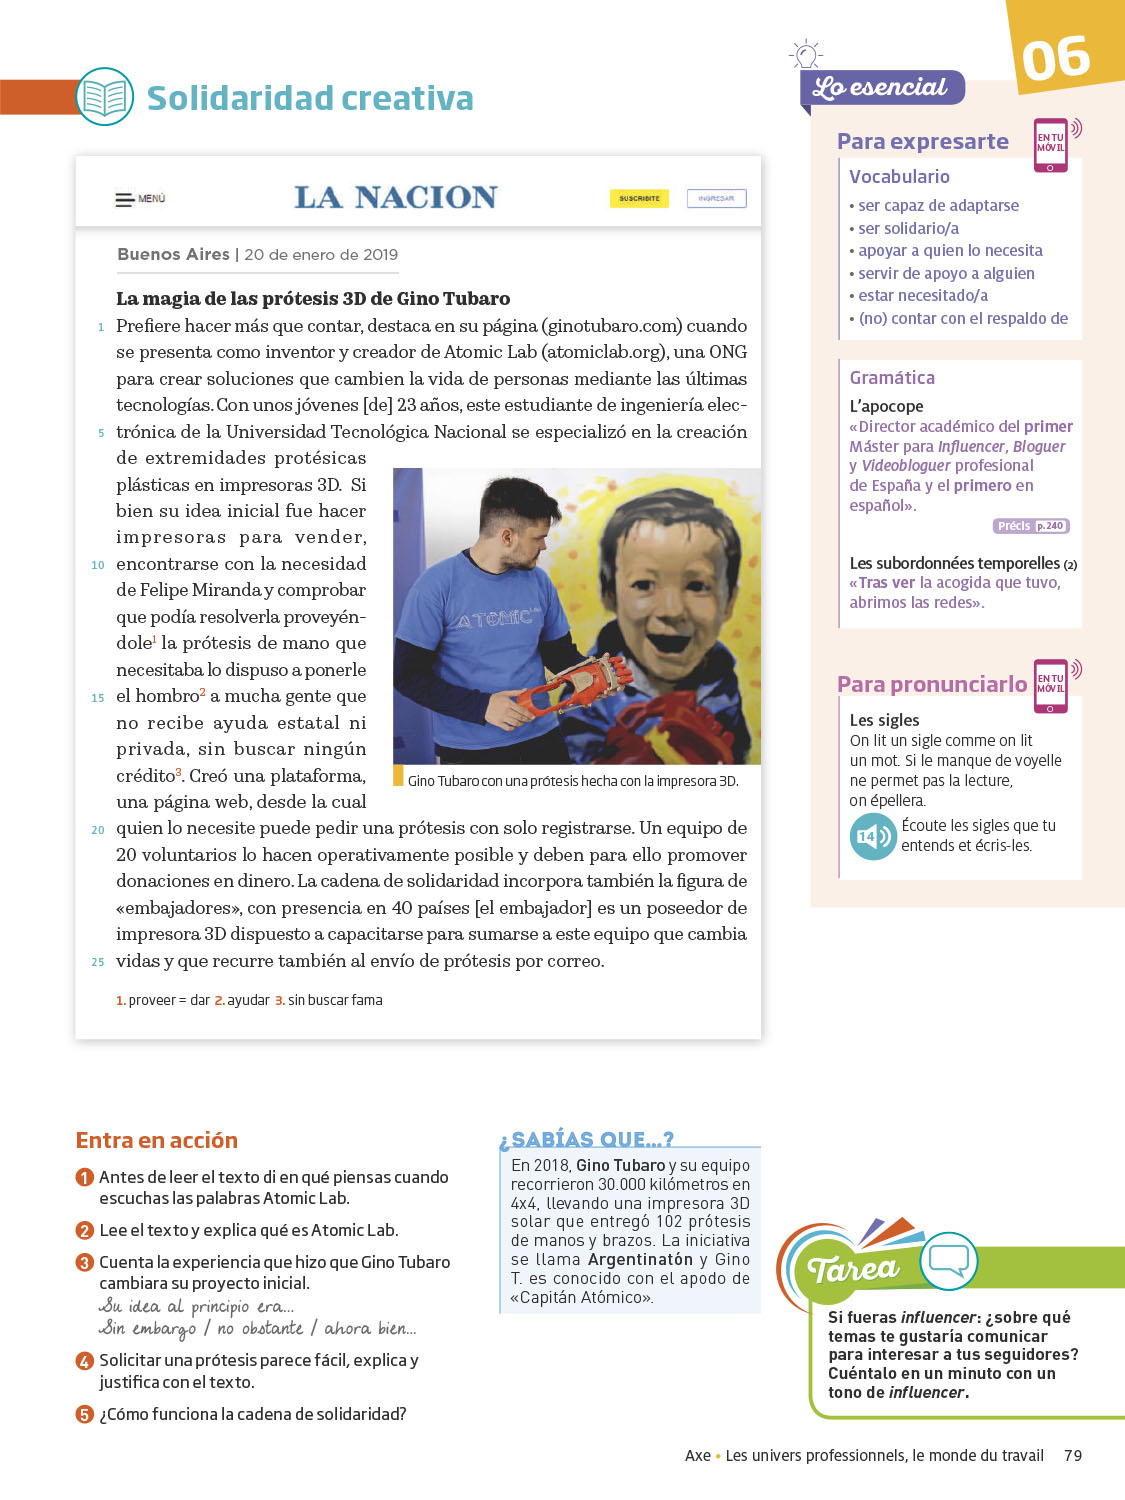 06
Solidaridad creativa
MENÚ
LA NACION
SUSCRIBITE
INGRESAR
Buenos Aires | 20 de enero de 2019
La magia de las prótesis 3D de Gino Tubaro
1 Prefiere hacer más que contar, destaca en su página (ginotubaro.com) cuando
se presenta como inventor y creador de Atomic Lab (atomiclab.org), una ONG
para crear soluciones que cambien la vida de personas mediante las últimas
tecnologías. Con unos jóvenes [de] 23 años, este estudiante de ingeniería elec-
5 trónica de la Universidad Tecnológica Nacional se especializó en la creación
de extremidades protésicas
plásticas en impresoras 3D. Si
bien su idea inicial fue hacer
impresoras para vender,
10 encontrarse con la necesidad
de Felipe Miranda y comprobar
que podía resolverla proveyén-
dole1 la prótesis de mano que
necesitaba lo dispuso a ponerle
15 el hombro2 a mucha gente que
no recibe ayuda estatal ni
privada, sin buscar ningún
crédito3. Creó una plataforma,
una página web, desde la cual
20 quien lo necesite puede pedir una prótesis con solo registrarse. Un equipo de
20 voluntarios lo hacen operativamente posible y deben para ello promover
donaciones en dinero. La cadena de solidaridad incorpora también la figura de
«embajadores», con presencia en 40 países [el embajador] es un poseedor de
impresora 3D dispuesto a capacitarse para sumarse a este equipo que cambia
25 vidas y que recurre también al envío de prótesis por correo.
ATOMIC LAB
Gino Tubaro con una prótesis hecha con la impresora 3D.
1. proveer = dar 2. ayudar 3. sin buscar fama
Lo esencial
Para expresarte
EN TU
MÓVIL
Vocabulario
• ser capaz de adaptarse
• ser solidario/a
• apoyar a quien lo necesita
• servir de apoyo a alguien
• estar necesitado/a
• (no) contar con el respaldo de
Gramática
L'apocope
«Director académico del primer
Máster para Influencer, Bloguer
y Videobloguer profesional
de España y el primero en
español».
Précis p. 240
Les subordonnées temporelles (2)
«Tras ver la acogida que tuvo,
abrimos las redes».
Para pronunciarlo
EN TU
MÓVIL
Les sigles
On lit un sigle comme on lit
un mot. Si le manque de voyelle
ne permet pas la lecture,
on épellera.
14
Écoute les sigles que tu
entends et écris-les.
Entra en acción
1 Antes de leer el texto di en qué piensas cuando
escuchas las palabras Atomic Lab.
2 Lee el texto y explica qué es Atomic Lab.
3 Cuenta la experiencia que hizo que Gino Tubaro
cambiara su proyecto inicial.
Su idea al principio era...
Sin embargo / no obstante / ahora bien...
4 Solicitar una prótesis parece fácil, explica y
justifica con el texto.
5 ¿Cómo funciona la cadena de solidaridad?
¿SABÍAS QUE...?
En 2018, Gino Tubaro y su equipo
recorrieron 30.000 kilómetros en
4x4, llevando una impresora 3D
solar que entregó 102 prótesis
de manos y brazos. La iniciativa
se llama Argentinatón y Gino
T. es conocido con el apodo de
«Capitán Atómico».
Tarea
Si fueras influencer: ¿sobre qué
temas te gustaría comunicar
para interesar a tus seguidores?
Cuéntalo en un minuto con un
tono de influencer.
Axe • Les univers professionnels, le monde du travail 79